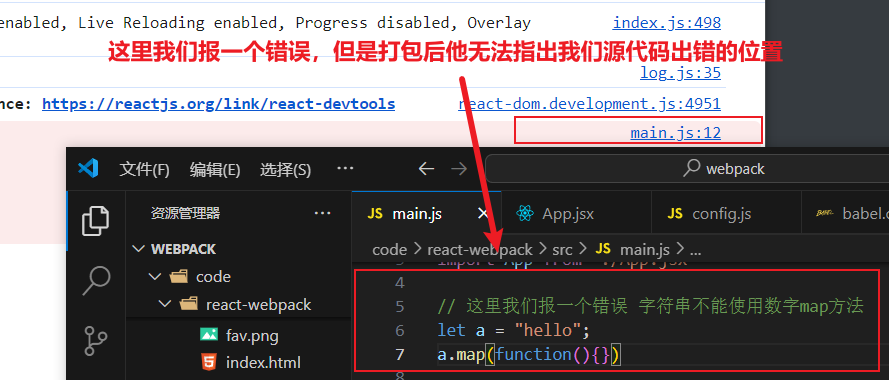 enabled, Live Reloading enabled, Progress disabled, Overlay index.js:498
这里我们报一个错误，但是打包后他无法指出我们源代码出错的位置
log.js:35
nce: https://reactjs.org/link/react-devtools react-dom.development.js:4951
main.js:12
文件(F) 编辑(E) 选择(S) ··· webpack
资源管理器 ··· JS main.js App.jsx JS config.js babel.c
WEBPACK code > react-webpack > src > JS main.js > ...
code
react-webpack
fav.png
index.html
4
5 // 这里我们报一个错误 字符串不能使用数字map方法
6 let a = "hello";
7 a.map(function(){})
8